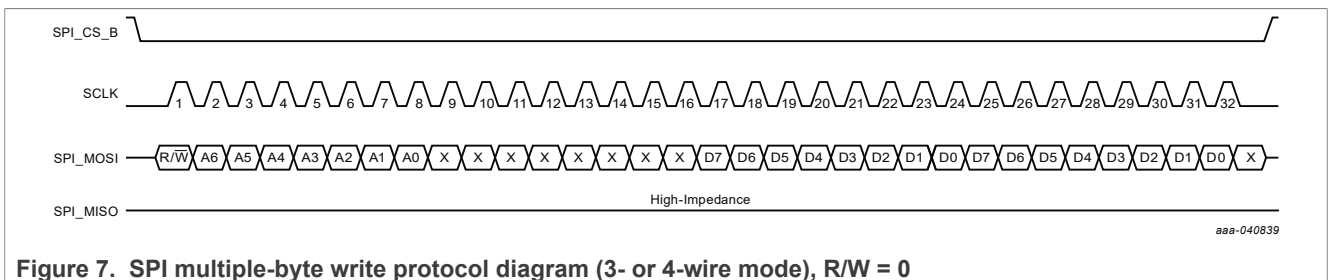 SPI_CS_B
SCLK 1 2 3 4 5 6 7 8 9 10 11 12 13 14 15 16 17 18 19 20 21 22 23 24 25 26 27 28 29 30 31 32
SPI_MOSI R/W̅ A6 A5 A4 A3 A2 A1 A0 X X X X X X X X D7 D6 D5 D4 D3 D2 D1 D0 D7 D6 D5 D4 D3 D2 D1 D0 X
High-Impedance
SPI_MISO
aaa-040839
Figure 7. SPI multiple-byte write protocol diagram (3- or 4-wire mode), R/W = 0